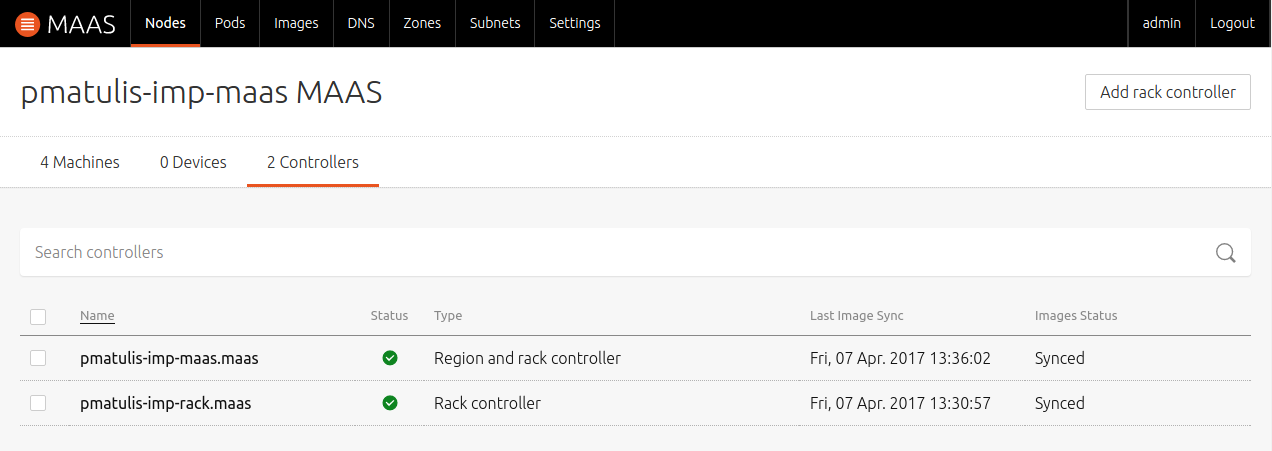 MAAS Nodes Pods Images DNS Zones Subnets Settings admin Logout
pmatulis-imp-maas MAAS Add rack controller
4 Machines 0 Devices 2 Controllers
Search controllers
Name Status Type Last Image Sync Images Status
pmatulis-imp-maas.maas Region and rack controller Fri, 07 Apr. 2017 13:36:02 Synced
pmatulis-imp-rack.maas Rack controller Fri, 07 Apr. 2017 13:30:57 Synced